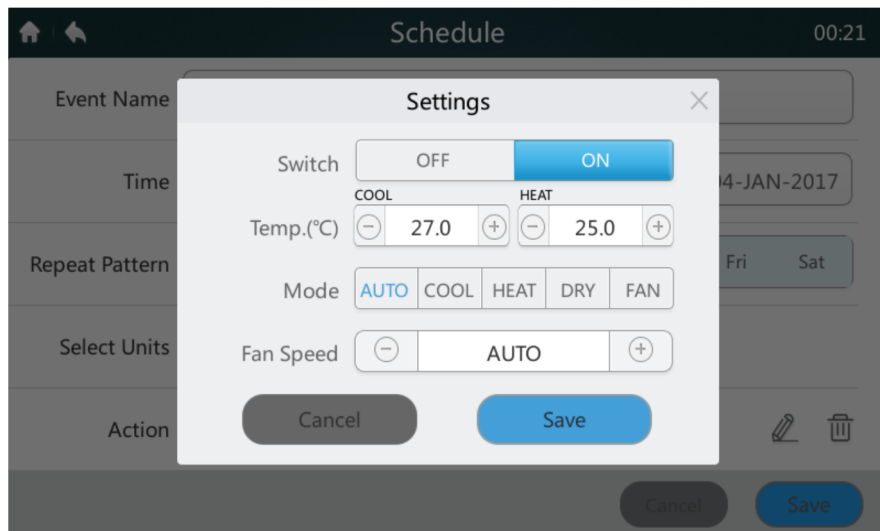 Schedule 00:21
Event Name
Settings
Switch OFF ON
Time 4-JAN-2017
COOL HEAT
Temp.(°C) 27.0 25.0
Repeat Pattern Fri Sat
Mode AUTO COOL HEAT DRY FAN
Select Units
Fan Speed AUTO
Action
Cancel Save
Cancel Save